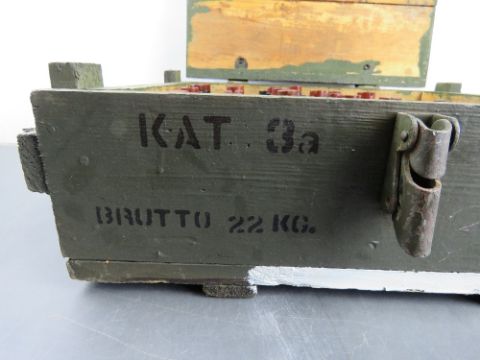 KAT. 3a
BRUTTO 22 KG.